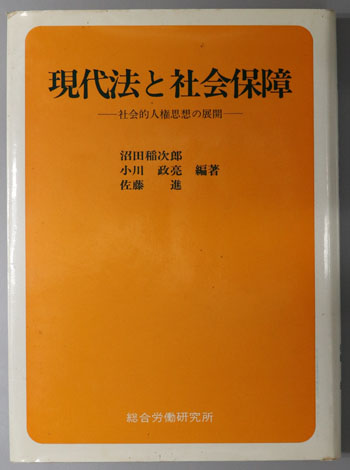 現代法と社会保障
――社会的人権思想の展開――
沼田稲次郎
小川 政亮 編著
佐藤 進
総合労働研究所